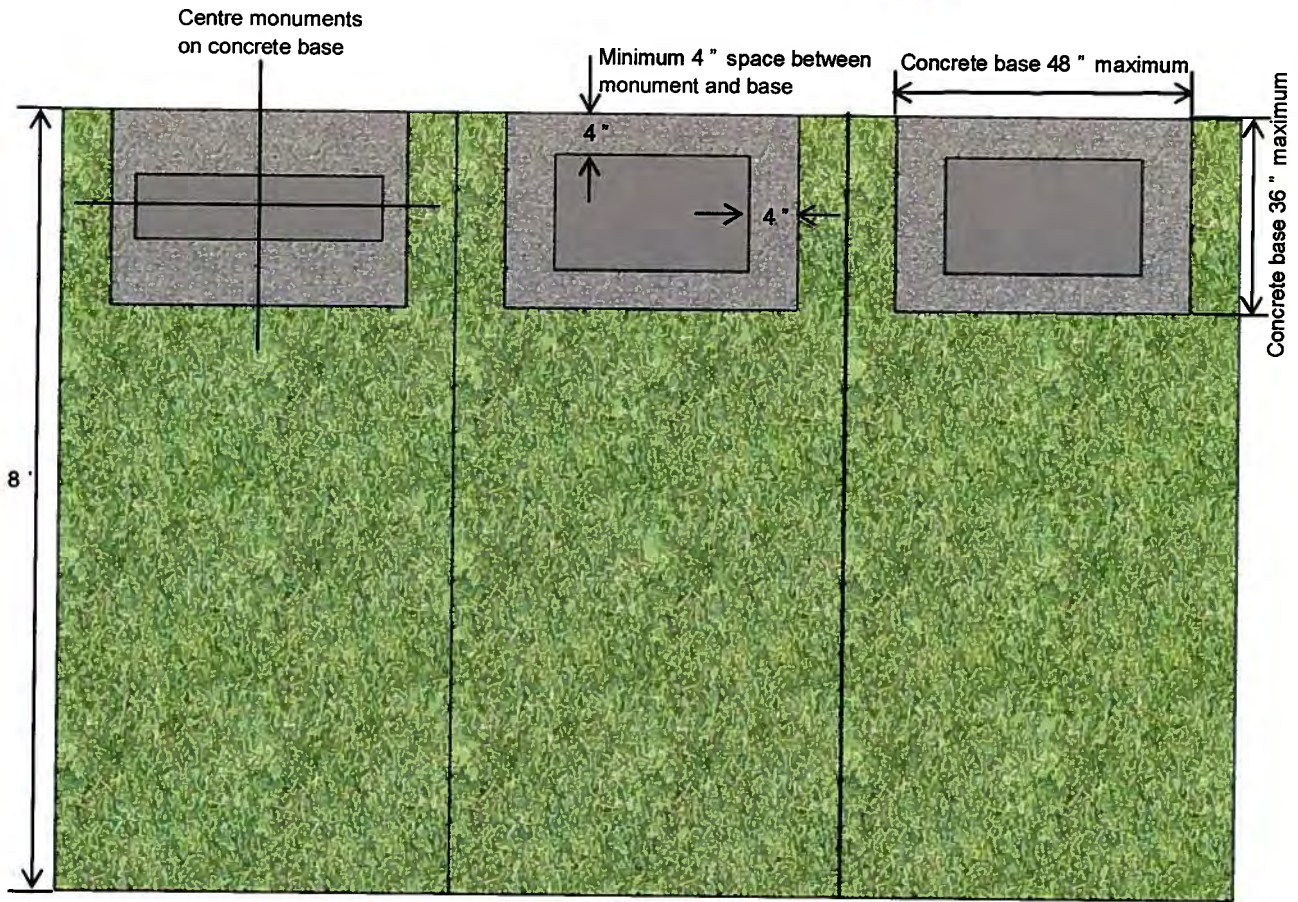 Centre monuments
on concrete base
Minimum 4 " space between
monument and base
Concrete base 48 " maximum
Concrete base 36 " maximum
4 "
4 "
8 '